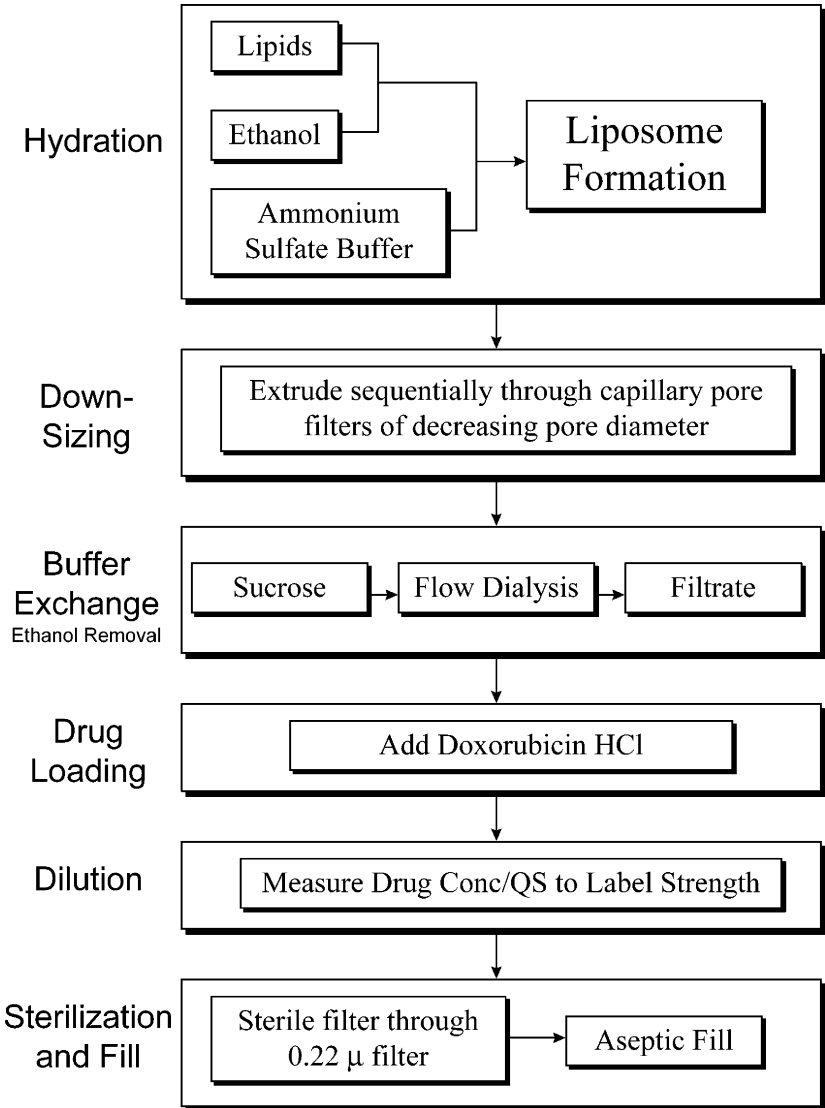 Hydration
Lipids
Ethanol
Ammonium
Sulfate Buffer
Liposome
Formation
Down-
Sizing
Extrude sequentially through capillary pore
filters of decreasing pore diameter
Buffer
Exchange
Ethanol Removal
Sucrose
Flow Dialysis
Filtrate
Drug
Loading
Add Doxorubicin HCl
Dilution
Measure Drug Conc/QS to Label Strength
Sterilization
and Fill
Sterile filter through
0.22 μ filter
Aseptic Fill